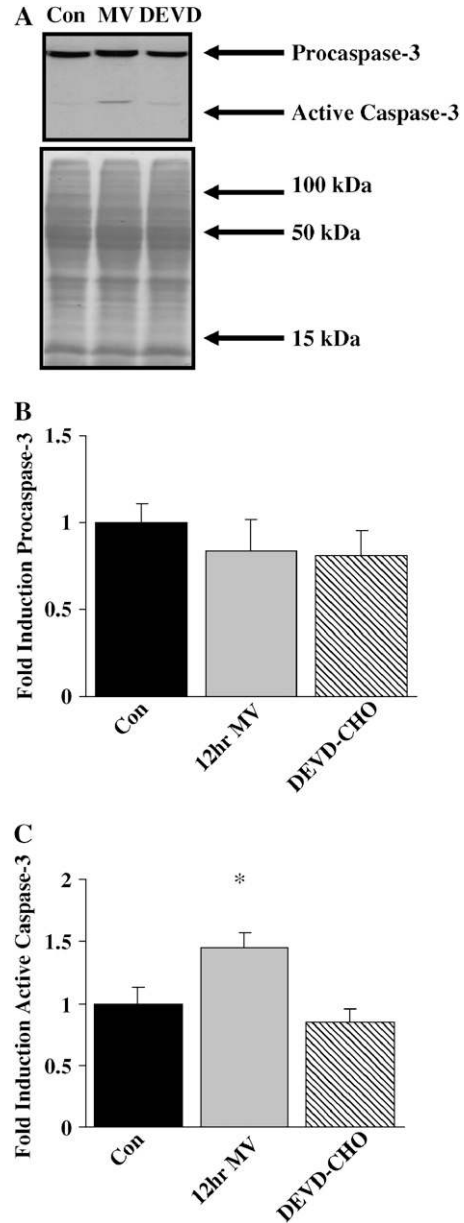 A
Con MV DEVD
Procaspase-3
Active Caspase-3
100 kDa
50 kDa
15 kDa
B
Fold Induction Procaspase-3
1.5
1
0.5
0
Con
12hr MV
DEVD-CHO
C
Fold Induction Active Caspase-3
2
1.5
1
0.5
0
*
Con
12hr MV
DEVD-CHO